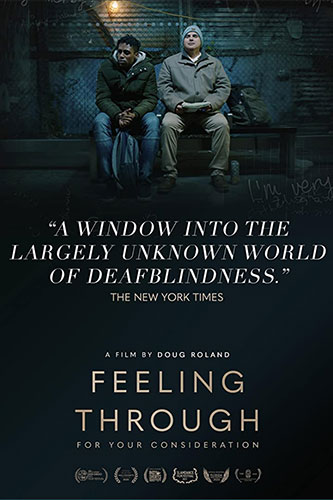 I'm very
"A WINDOW INTO THE
LARGELY UNKNOWN WORLD
OF DEAFBLINDNESS."
THE NEW YORK TIMES
A FILM BY DOUG ROLAND
FEELING
THROUGH
FOR YOUR CONSIDERATION